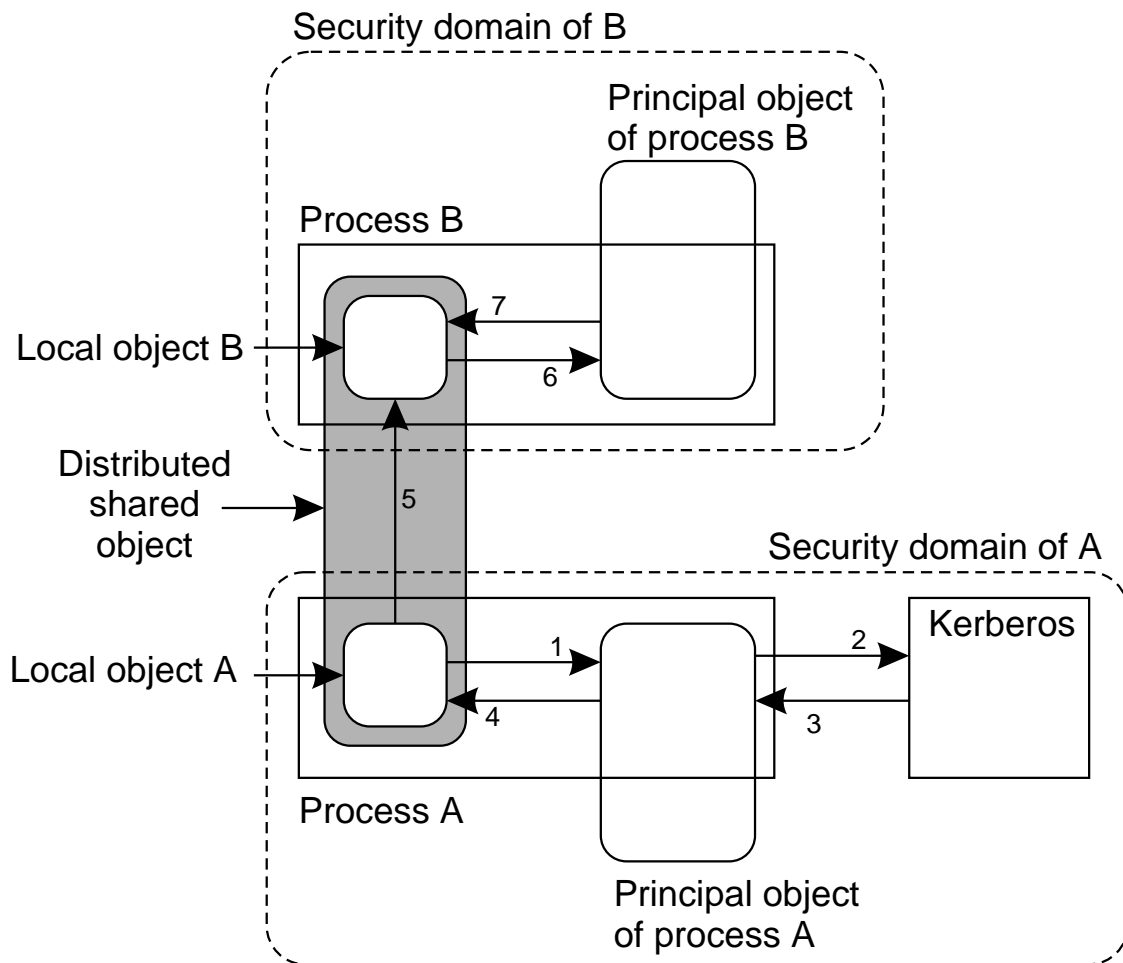 Security domain of B
Principal object
of process B
Process B
7
Local object B
6
Distributed
shared
object
5
Security domain of A
Kerberos
1
2
Local object A
4
3
Process A
Principal object
of process A